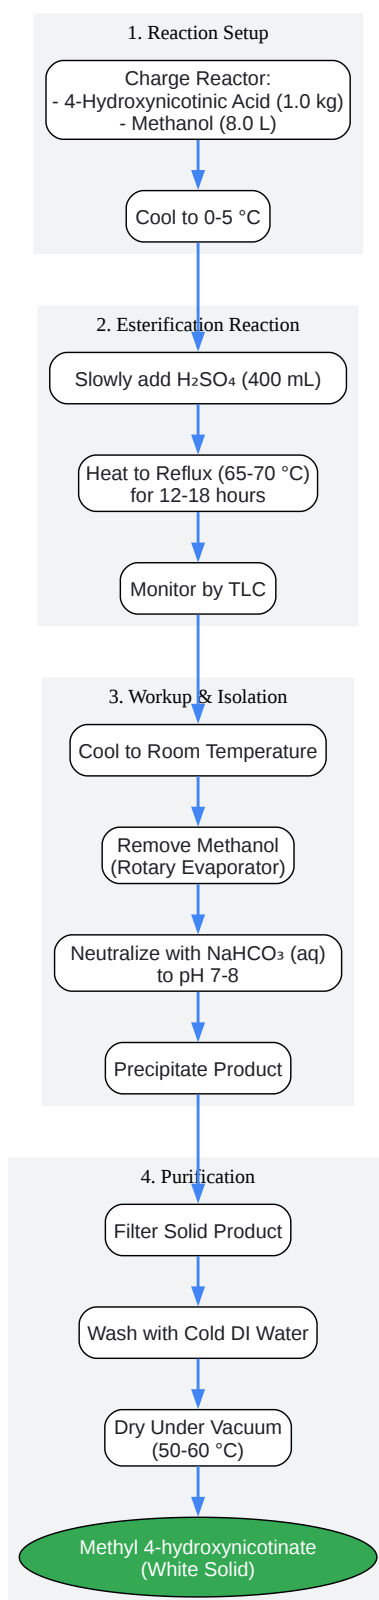 1. Reaction Setup
Charge Reactor:
- 4-Hydroxynicotinic Acid (1.0 kg)
- Methanol (8.0 L)
Cool to 0-5 °C
2. Esterification Reaction
Slowly add H₂SO₄ (400 mL)
Heat to Reflux (65-70 °C)
for 12-18 hours
Monitor by TLC
3. Workup & Isolation
Cool to Room Temperature
Remove Methanol
(Rotary Evaporator)
Neutralize with NaHCO₃ (aq)
to pH 7-8
Precipitate Product
4. Purification
Filter Solid Product
Wash with Cold DI Water
Dry Under Vacuum
(50-60 °C)
Methyl 4-hydroxynicotinate
(White Solid)